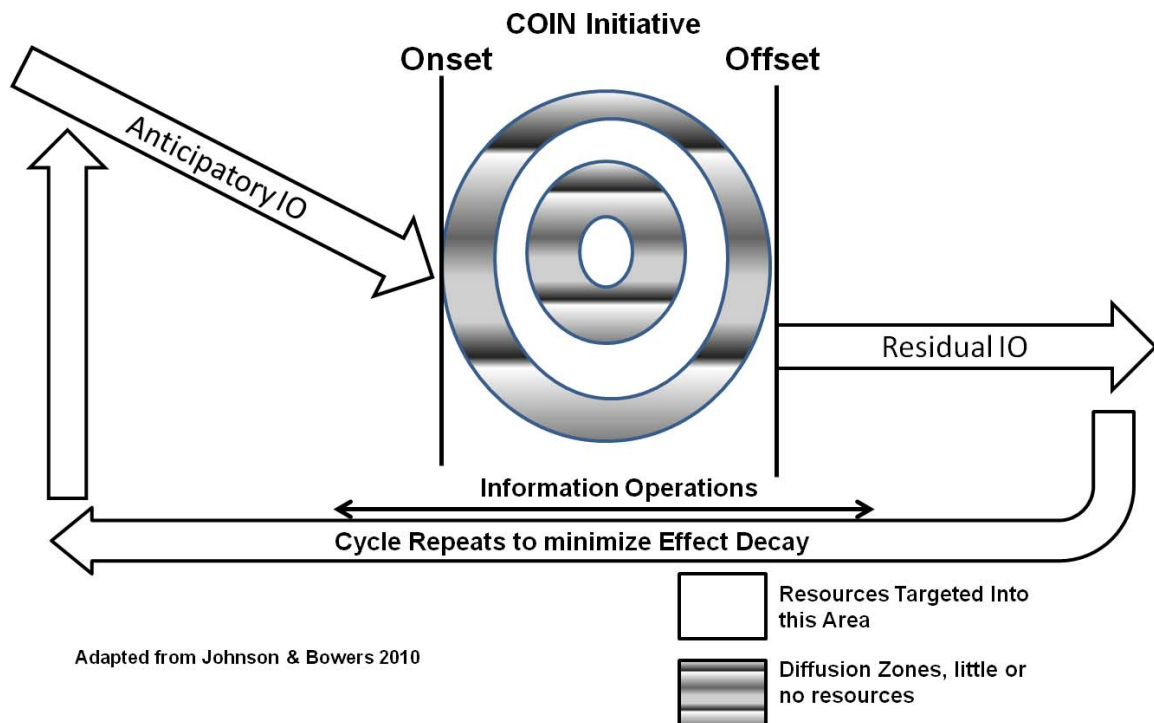 COIN Initiative
Onset
Offset
Anticipatory IO
Residual IO
Information Operations
Cycle Repeats to minimize Effect Decay
Resources Targeted Into
this Area
Adapted from Johnson & Bowers 2010
Diffusion Zones, little or
no resources